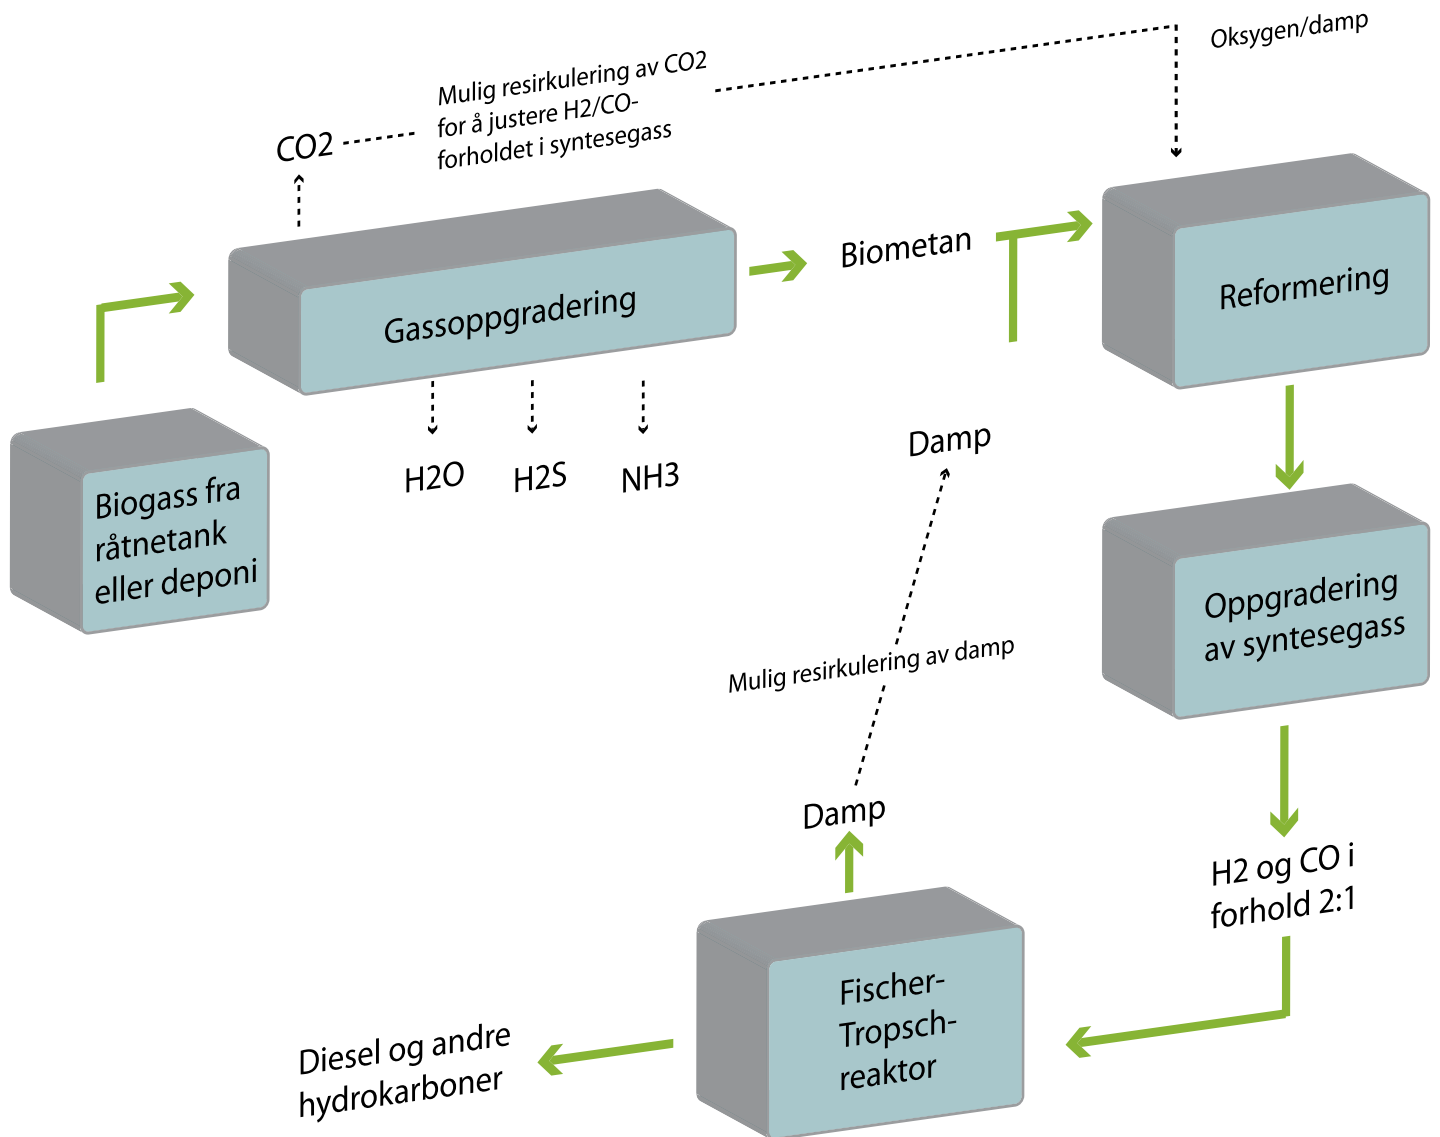 Oksygen/damp
Mulig resirkulering av CO2
for å justere H2/CO-
forholdet i syntesegass
CO2
Gassoppgradering
Biometan
Reformering
H2O
H2S
NH3
Damp
Biogass fra
råtnetank
eller deponi
Oppgradering
av syntesegass
Mulig resirkulering av damp
Damp
H2 og CO i
forhold 2:1
Fischer-
Tropsch-
reaktor
Diesel og andre
hydrokarboner